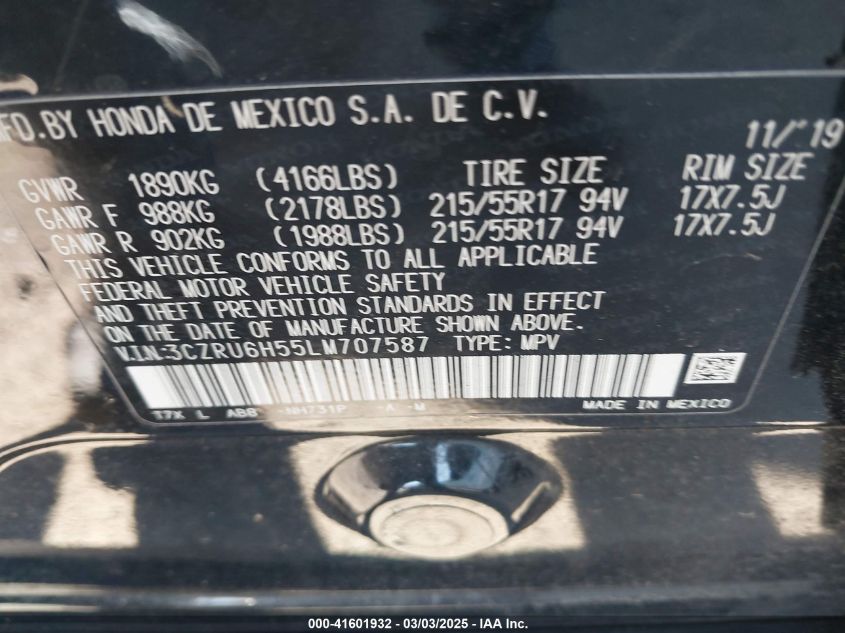 MFD.BY HONDA DE MEXICO S.A. DE C.V.
11/'19
GVWR 1890KG (4166LBS) TIRE SIZE RIM SIZE
GAWR F 988KG (2178LBS) 215/55R17 94V 17X7.5J
GAWR R 902KG (1988LBS) 215/55R17 94V 17X7.5J
THIS VEHICLE CONFORMS TO ALL APPLICABLE
FEDERAL MOTOR VEHICLE SAFETY
AND THEFT PREVENTION STANDARDS IN EFFECT
ON THE DATE OF MANUFACTURE SHOWN ABOVE.
V.I.N.:3CZRU6H55LM707587 TYPE: MPV
T7X L ABB -NH731P -A -M MADE IN MEXICO
000-41601932 - 03/03/2025 - IAA Inc.